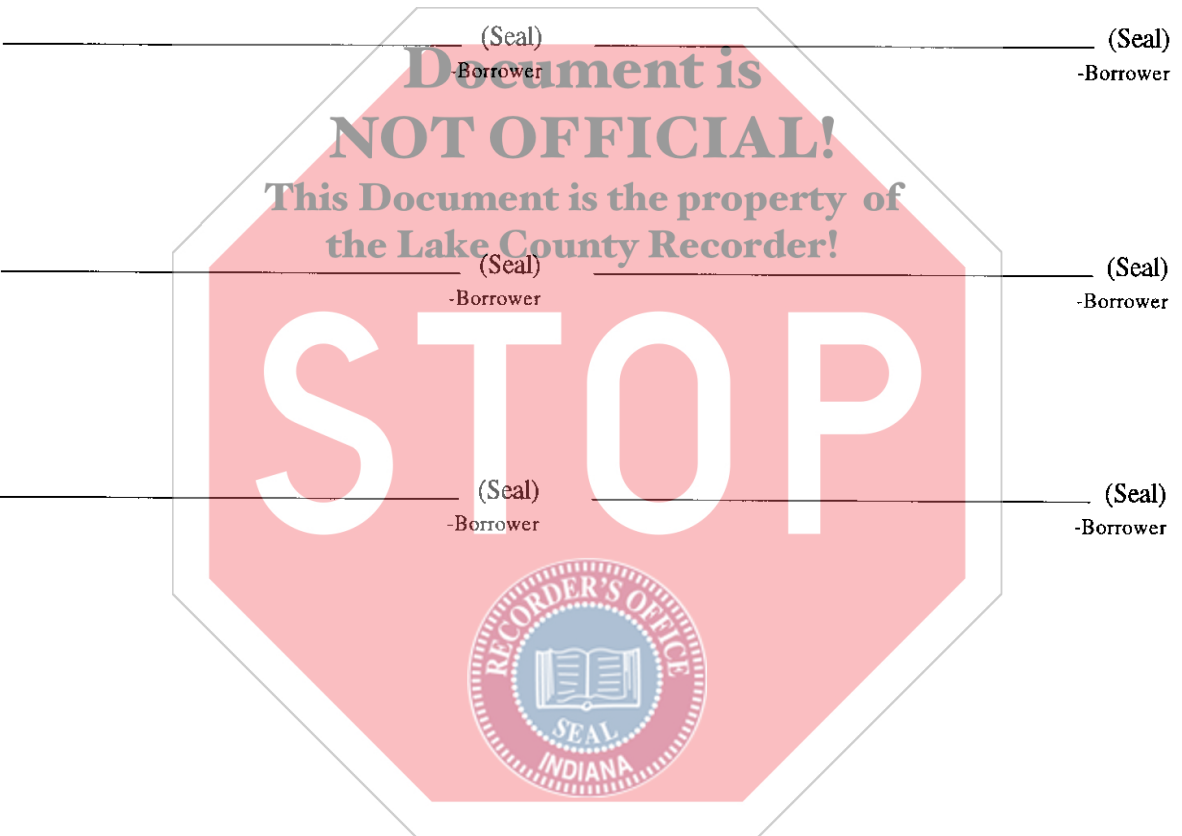 (Seal) (Seal)
-Borrower -Borrower
Document is
NOT OFFICIAL!
This Document is the property of
the Lake County Recorder!
(Seal) (Seal)
-Borrower -Borrower
STOP
(Seal) (Seal)
-Borrower -Borrower
RECORDER'S OFFICE
SEAL
INDIANA